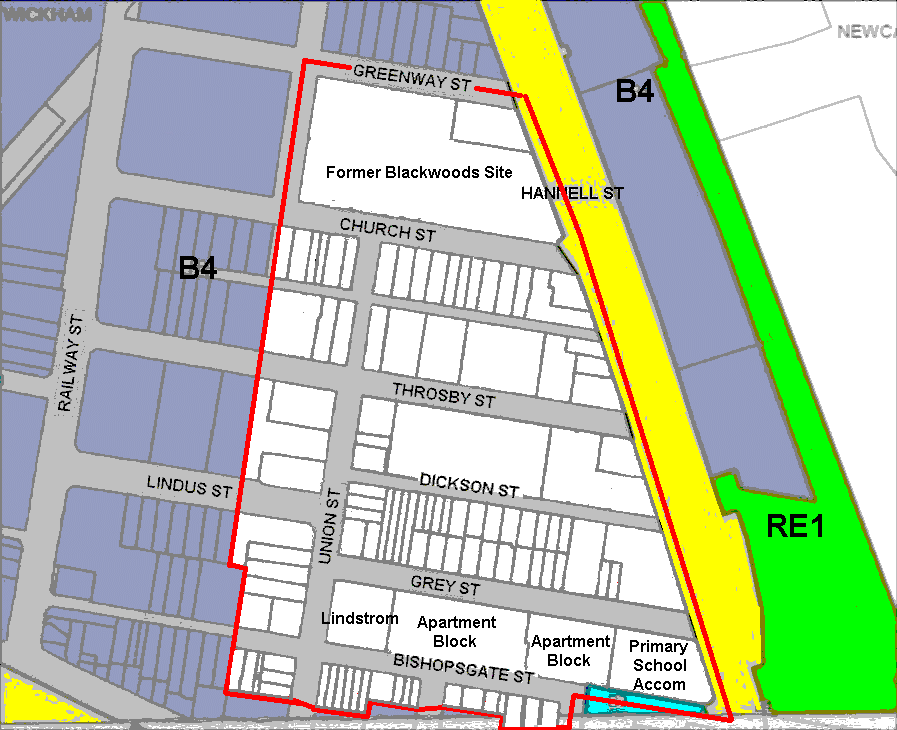 WICKHAM
NEWCA
GREENWAY ST
B4
Former Blackwoods Site
HANNELL ST
CHURCH ST
B4
RAILWAY ST
THROSBY ST
LINDUS ST
DICKSON ST
UNION ST
RE1
GREY ST
Lindstrom
Apartment
Block
Apartment
Block
Primary
School
Accom
BISHOPSGATE ST